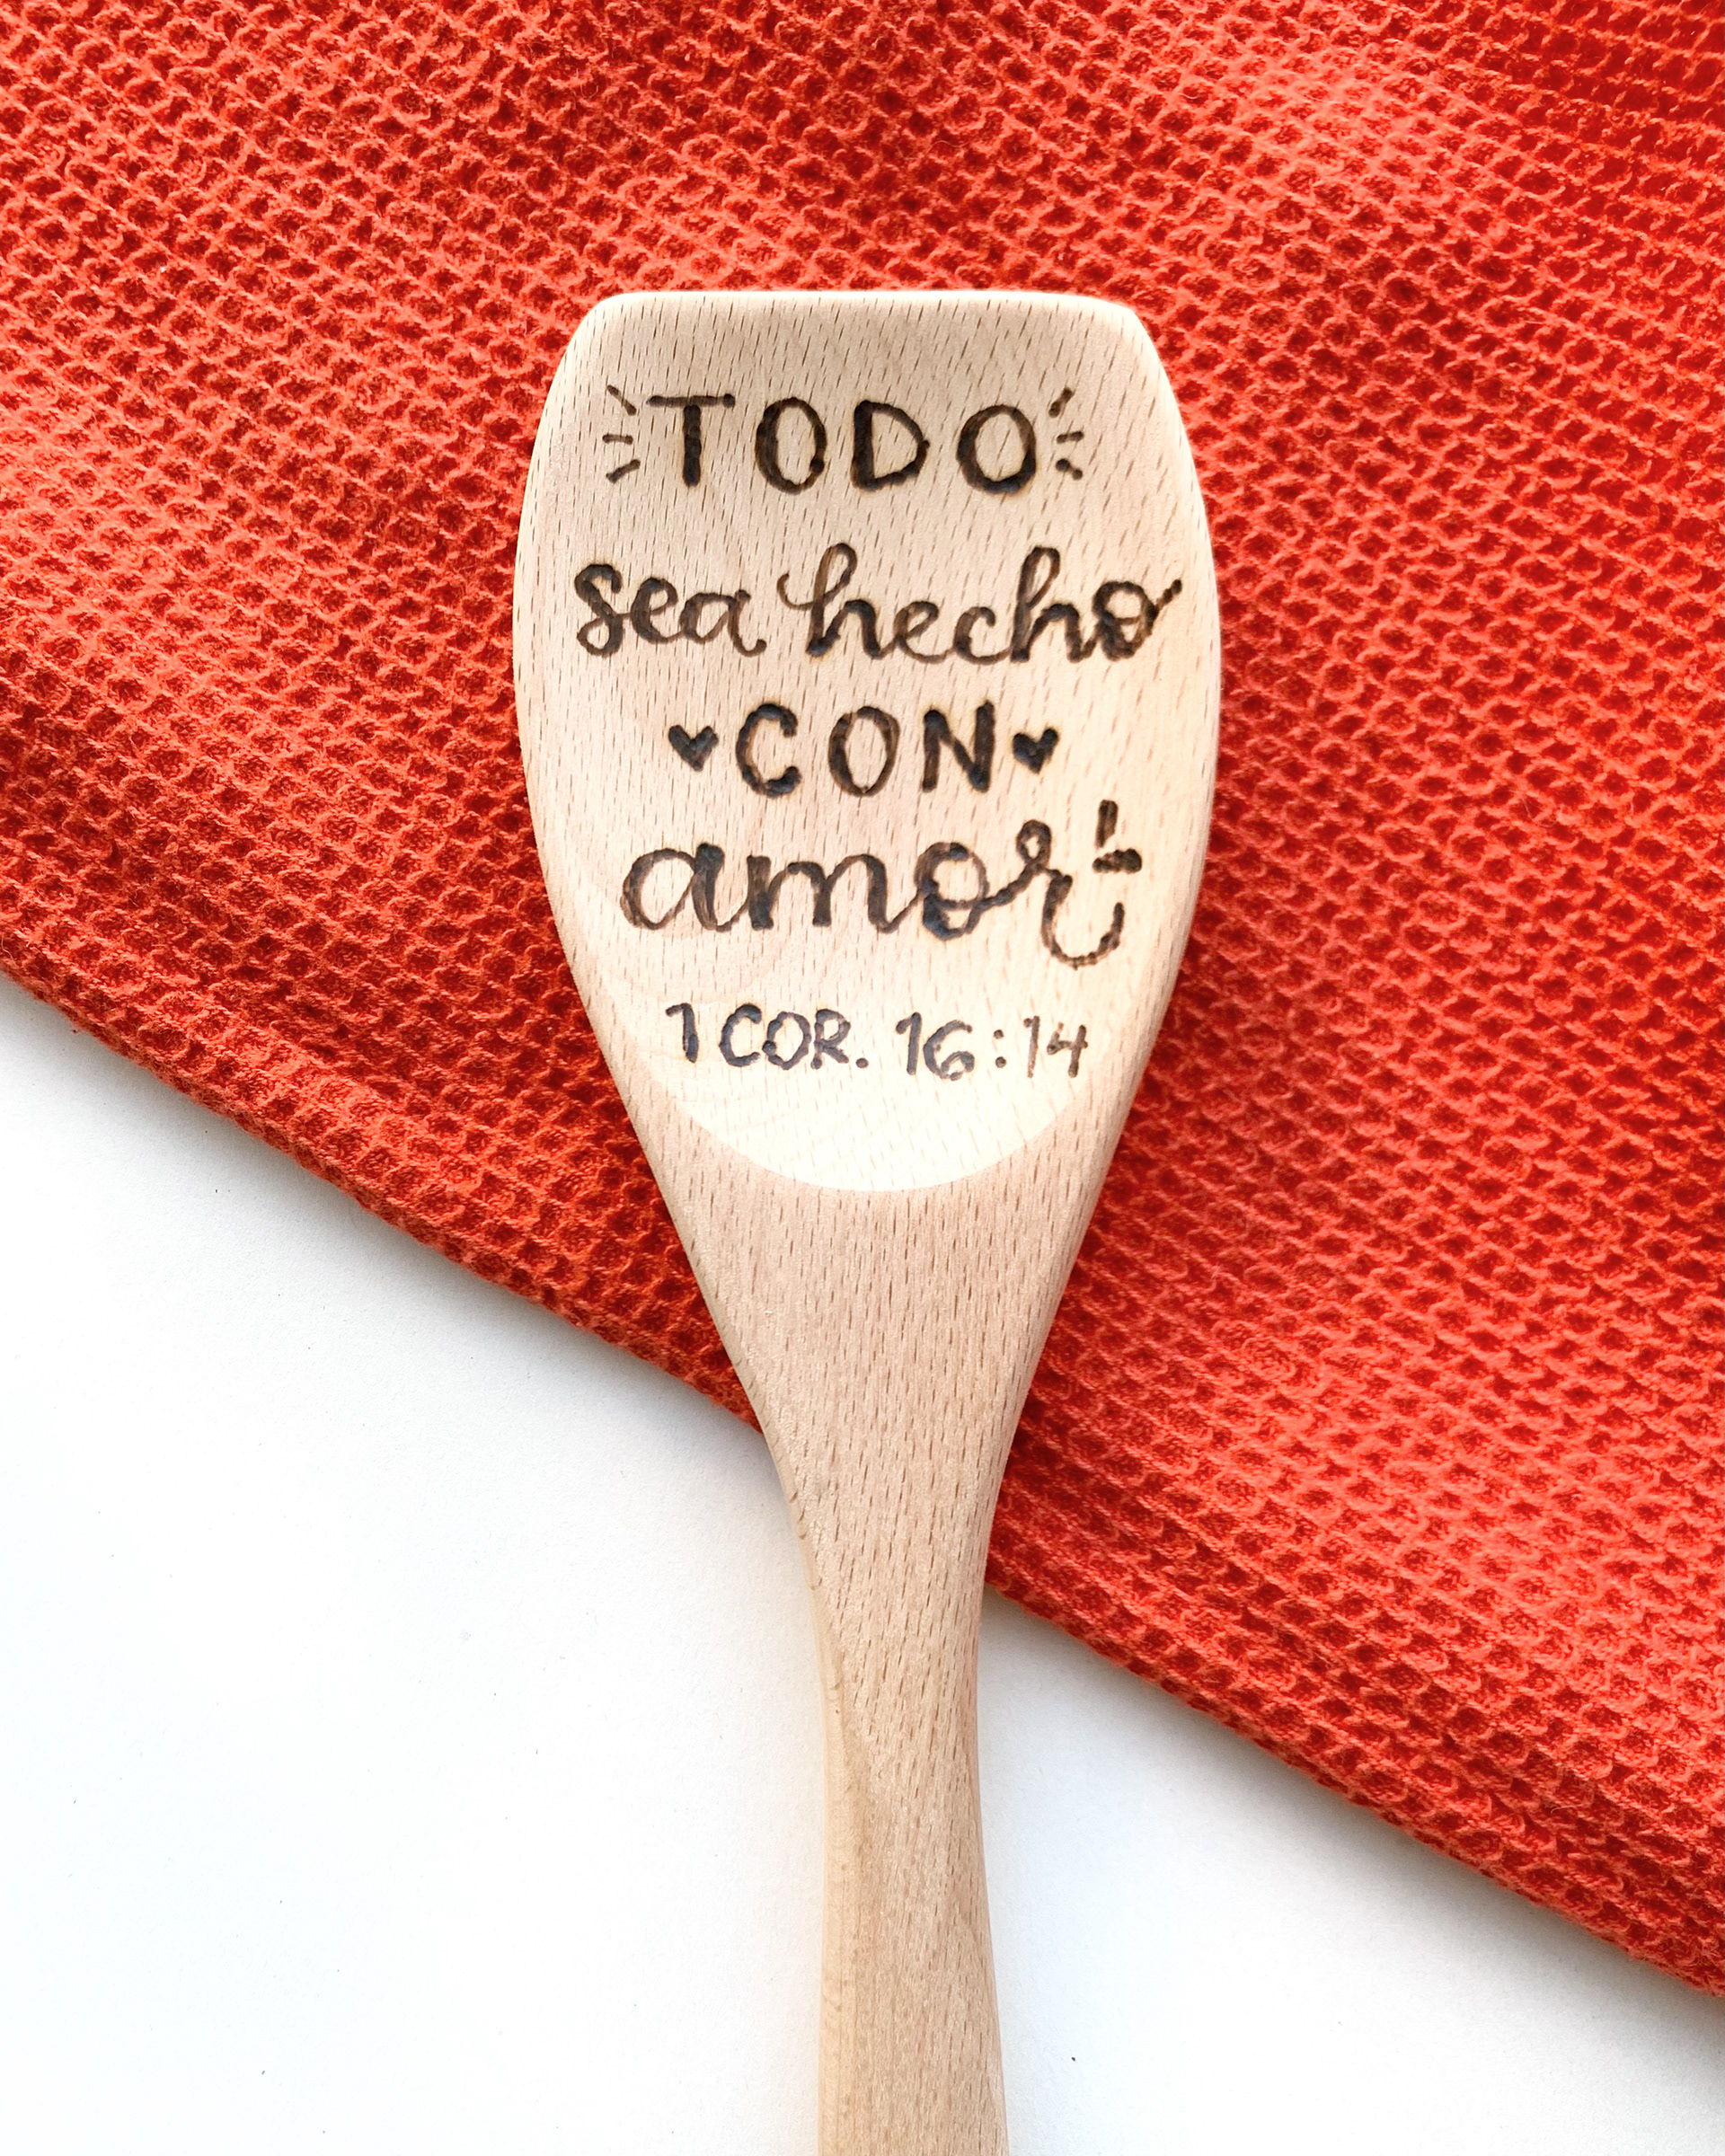 TODO
sea hecho
CON
amor
1 COR. 16:14